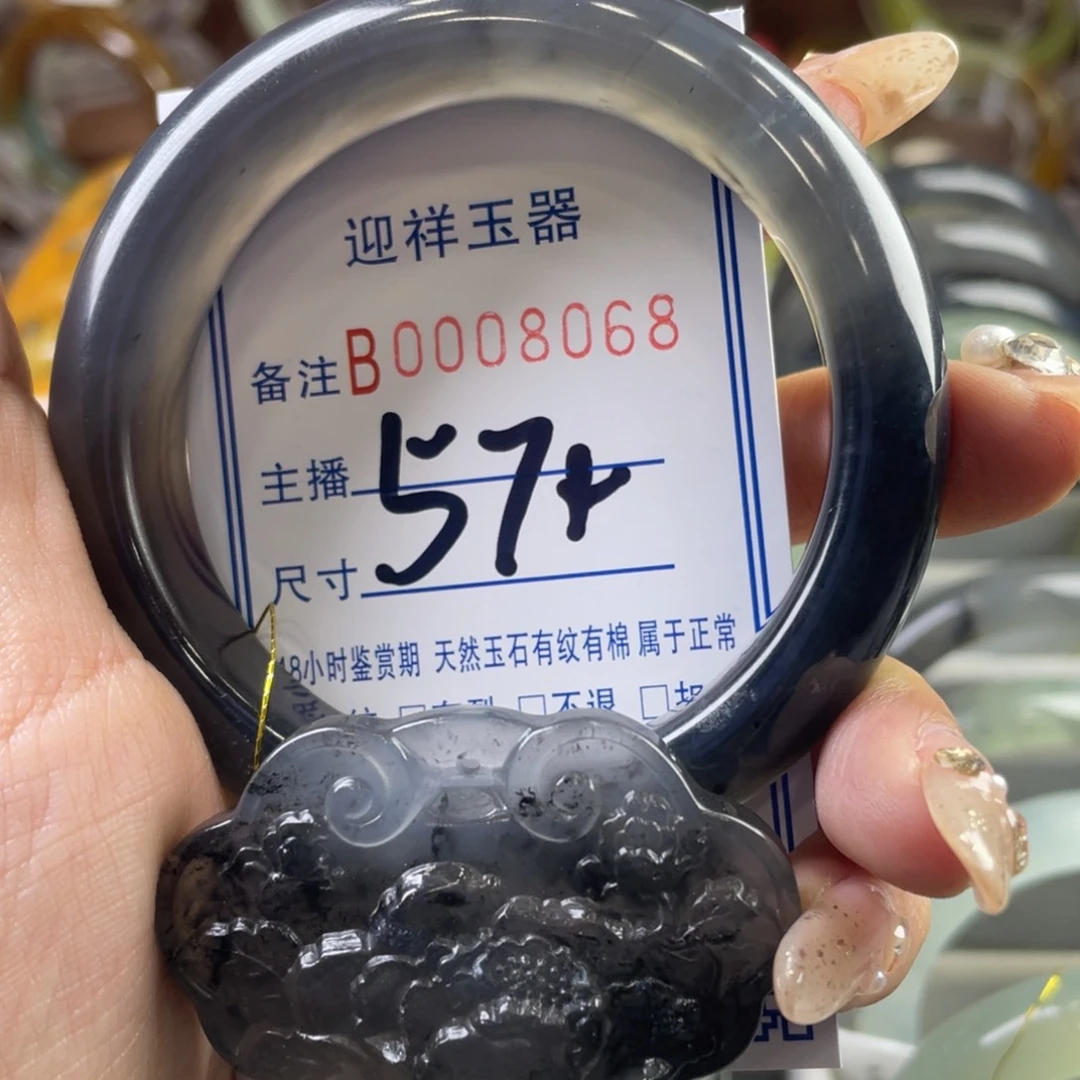 迎祥玉器
备注B0008068
主播
尺寸 57+
48小时鉴赏期 天然玉石有纹有棉 属于正常
□不退